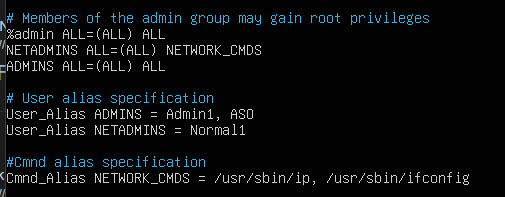 # Members of the admin group may gain root privileges
%admin ALL=(ALL) ALL
NETADMINS ALL=(ALL) NETWORK_CMDS
ADMINS ALL=(ALL) ALL
# User alias specification
User_Alias ADMINS = Admin1, ASO
User_Alias NETADMINS = Normal1
#Cmnd alias specification
Cmnd_Alias NETWORK_CMDS = /usr/sbin/ip, /usr/sbin/ifconfig